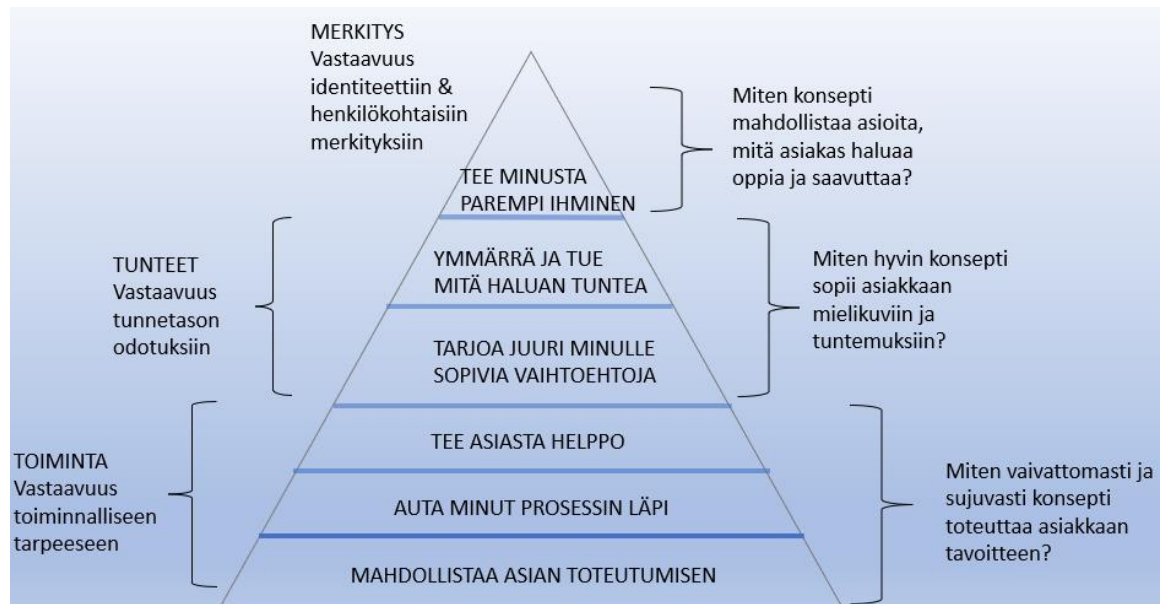 MERKITYS
Vastaavuus
identiteettiin &
henkilökohtaisiin
merkityksiin
Miten konsepti
mahdollistaa asioita,
mitä asiakas haluaa
oppia ja saavuttaa?
TEE MINUSTA
PAREMPI IHMINEN
TUNTEET
Vastaavuus
tunnetason
odotuksiin
YMMÄRRÄ JA TUE
MITÄ HALUAN TUNTEA
TARJOA JUURI MINULLE
SOPIVIA VAIHTOEHTOJA
Miten hyvin konsepti
sopii asiakkaan
mielikuviin ja
tuntemuksiin?
TOIMINTA
Vastaavuus
toiminnalliseen
tarpeeseen
TEE ASIASTA HELPPO
AUTA MINUT PROSESSIN LÄPI
MAHDOLLISTAA ASIAN TOTEUTUMISEN
Miten vaivattomasti ja
sujuvasti konsepti
toteuttaa asiakkaan
tavoitteen?